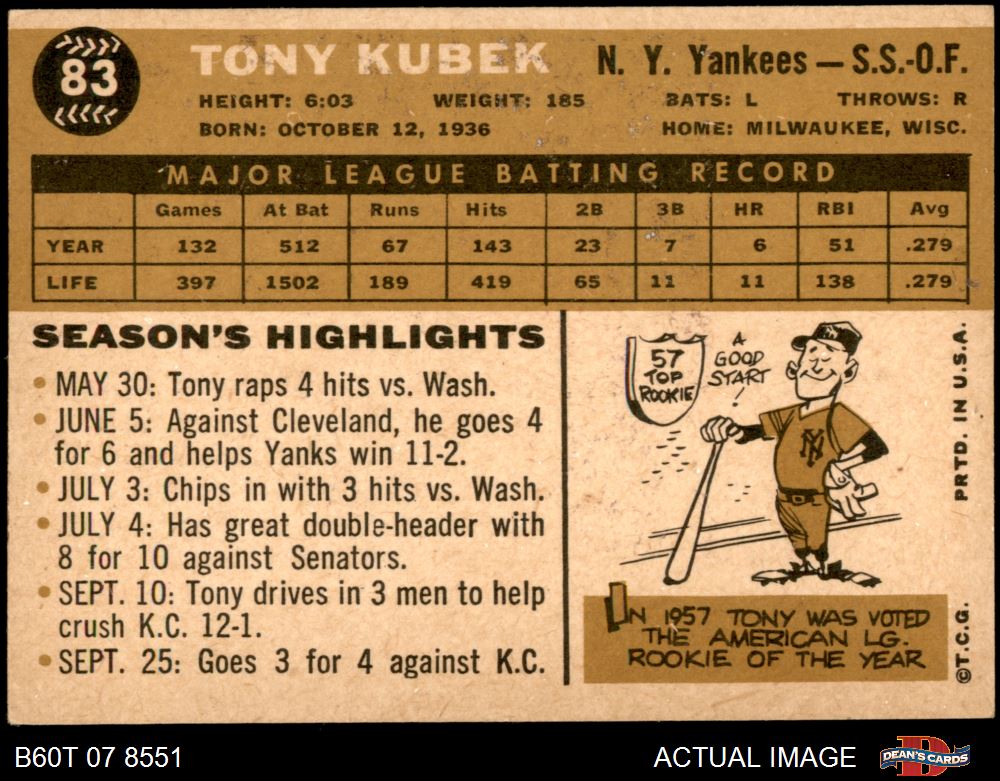 83
TONY KUBEK N. Y. Yankees — S.S.-O.F.
HEIGHT: 6:03 WEIGHT: 185 BATS: L THROWS: R
BORN: OCTOBER 12, 1936 HOME: MILWAUKEE, WISC.
MAJOR LEAGUE BATTING RECORD
Games At Bat Runs Hits 2B 3B HR RBI Avg
YEAR 132 512 67 143 23 7 6 51 .279
LIFE 397 1502 189 419 65 11 11 138 .279
SEASON'S HIGHLIGHTS
• MAY 30: Tony raps 4 hits vs. Wash.
• JUNE 5: Against Cleveland, he goes 4
for 6 and helps Yanks win 11-2.
• JULY 3: Chips in with 3 hits vs. Wash.
• JULY 4: Has great double-header with
8 for 10 against Senators.
• SEPT. 10: Tony drives in 3 men to help
crush K.C. 12-1.
• SEPT. 25: Goes 3 for 4 against K.C.
57
TOP
ROOKIE
A
GOOD
START
NY
IN 1957 TONY WAS VOTED
THE AMERICAN LG.
ROOKIE OF THE YEAR
PRTD. IN U.S.A.
©T.C.G.
B60T 07 8551
ACTUAL IMAGE
DEAN'S CARDS